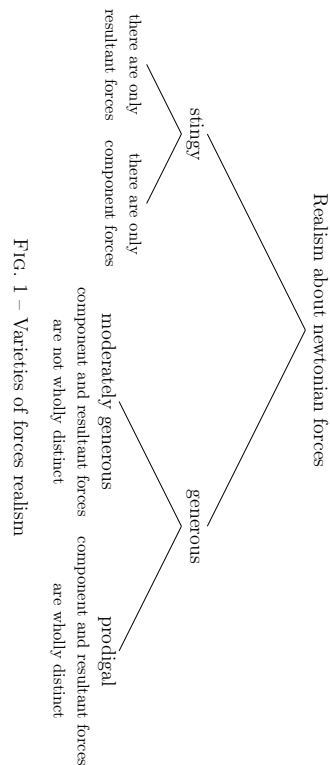 Realism about newtonian forces
stingy
generous
there are only
resultant forces
there are only
component forces
moderately generous
component and resultant forces
are not wholly distinct
prodigal
component and resultant forces
are wholly distinct
FIG. 1 – Varieties of forces realism